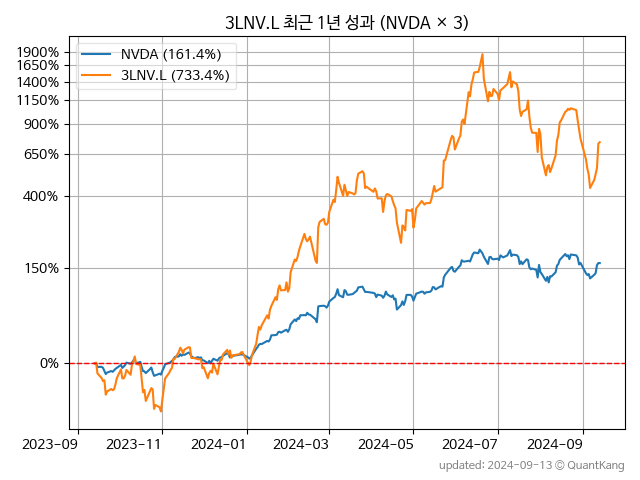 3LNV.L 최근 1년 성과 (NVDA × 3)
NVDA (161.4%)
3LNV.L (733.4%)
1900%
1650%
1400%
1150%
900%
650%
400%
150%
0%
2023-09 2023-11 2024-01 2024-03 2024-05 2024-07 2024-09
updated: 2024-09-13 © QuantKang